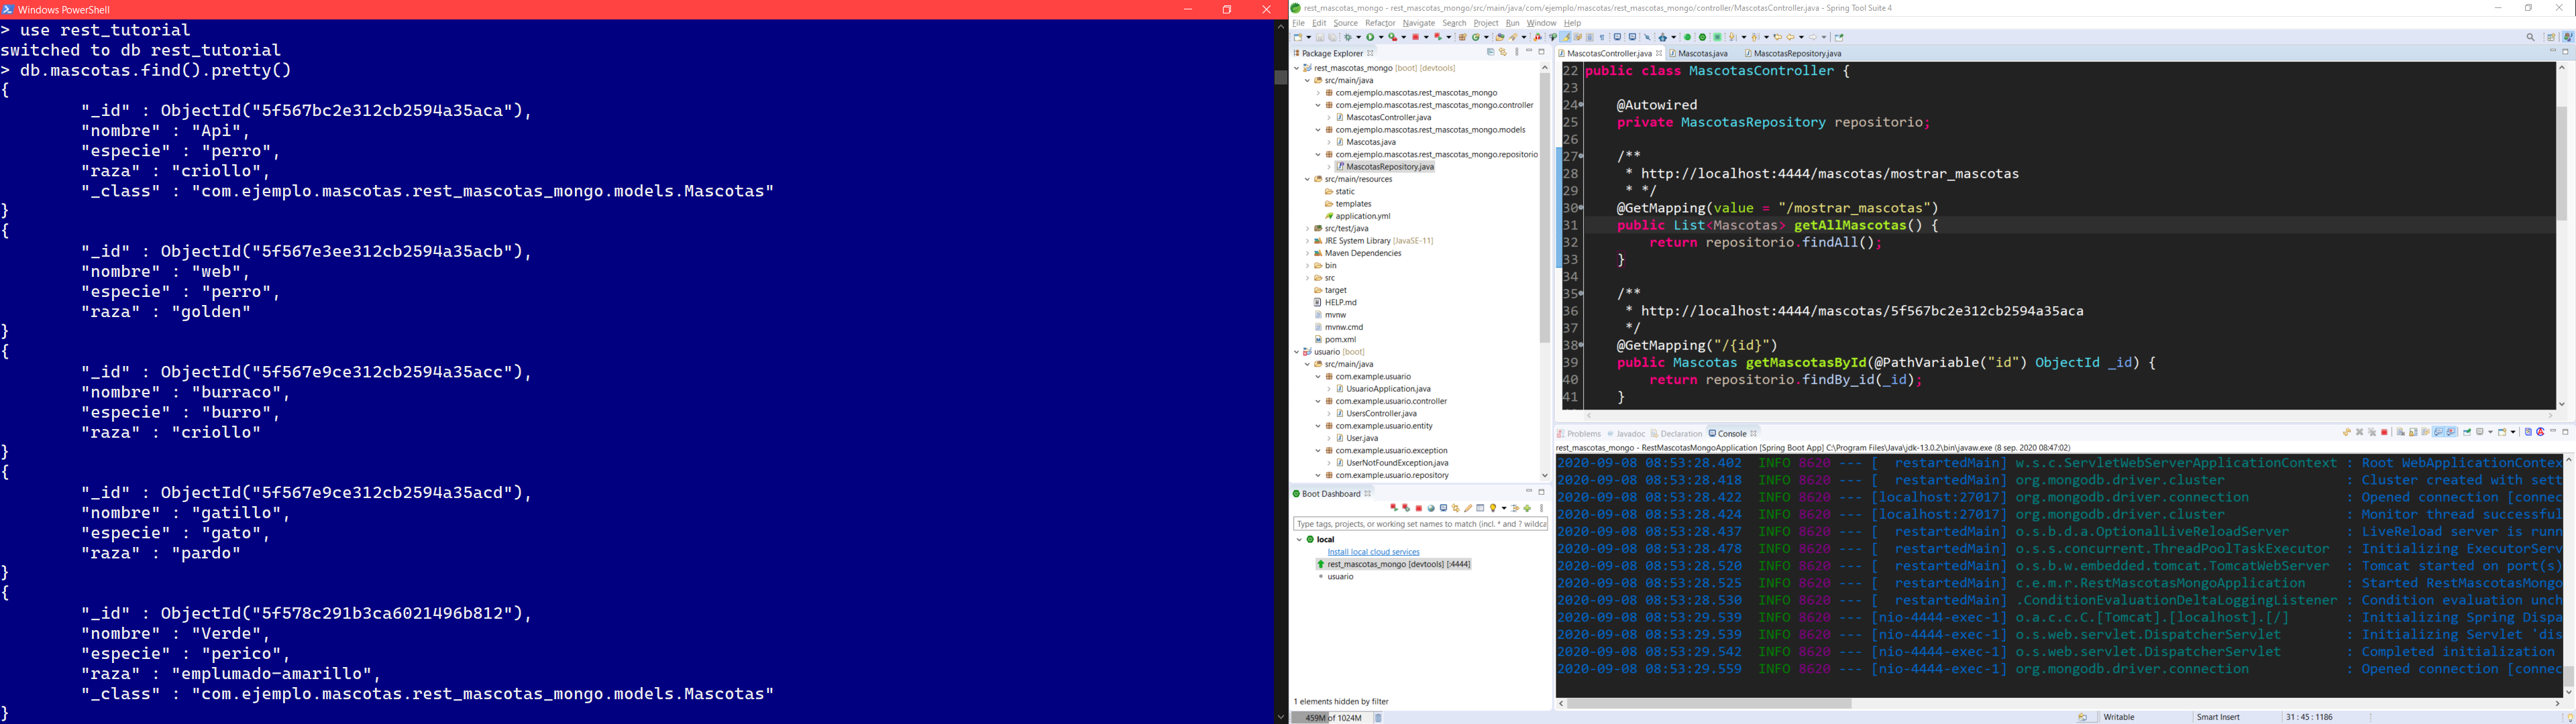 Windows PowerShell
> use rest_tutorial
switched to db rest_tutorial
> db.mascotas.find().pretty()
{
"_id" : ObjectId("5f567bc2e312cb2594a35aca"),
"nombre" : "Api",
"especie" : "perro",
"raza" : "criollo",
"_class" : "com.ejemplo.mascotas.rest_mascotas_mongo.models.Mascotas"
}
{
"_id" : ObjectId("5f567e3ee312cb2594a35acb"),
"nombre" : "web",
"especie" : "perro",
"raza" : "golden"
}
{
"_id" : ObjectId("5f567e9ce312cb2594a35acc"),
"nombre" : "burraco",
"especie" : "burro",
"raza" : "criollo"
}
{
"_id" : ObjectId("5f567e9ce312cb2594a35acd"),
"nombre" : "gatillo",
"especie" : "gato",
"raza" : "pardo"
}
{
"_id" : ObjectId("5f578c291b3ca6021496b812"),
"nombre" : "Verde",
"especie" : "perico",
"raza" : "emplumado-amarillo",
"_class" : "com.ejemplo.mascotas.rest_mascotas_mongo.models.Mascotas"
}
rest_mascotas_mongo - rest_mascotas_mongo/src/main/java/com/ejemplo/mascotas/rest_mascotas_mongo/controller/MascotasController.java - Spring Tool Suite 4
File Edit Source Refactor Navigate Search Project Run Window Help
Package Explorer
rest_mascotas_mongo [boot] [devtools]
src/main/java
com.ejemplo.mascotas.rest_mascotas_mongo
com.ejemplo.mascotas.rest_mascotas_mongo.controller
MascotasController.java
com.ejemplo.mascotas.rest_mascotas_mongo.models
Mascotas.java
com.ejemplo.mascotas.rest_mascotas_mongo.repositorio
MascotasRepository.java
src/main/resources
static
templates
application.yml
src/test/java
JRE System Library [JavaSE-11]
Maven Dependencies
bin
src
target
HELP.md
mvnw
mvnw.cmd
pom.xml
usuario [boot]
src/main/java
com.example.usuario
UsuarioApplication.java
com.example.usuario.controller
UsersController.java
com.example.usuario.entity
User.java
com.example.usuario.exception
UserNotFoundException.java
com.example.usuario.repository
Boot Dashboard
Type tags, projects, or working set names to match (incl. * and ? wildca
local
Install local cloud services
rest_mascotas_mongo [devtools] [:4444]
usuario
1 elements hidden by filter
MascotasController.java Mascotas.java MascotasRepository.java
22 public class MascotasController {
23
24 @Autowired
25 private MascotasRepository repositorio;
26
27 /**
28 * http://localhost:4444/mascotas/mostrar_mascotas
29 * */
30 @GetMapping(value = "/mostrar_mascotas")
31 public List<Mascotas> getAllMascotas() {
32 return repositorio.findAll();
33 }
34
35 /**
36 * http://localhost:4444/mascotas/5f567bc2e312cb2594a35aca
37 */
38 @GetMapping("/{id}")
39 public Mascotas getMascotasById(@PathVariable("id") ObjectId _id) {
40 return repositorio.findBy_id(_id);
41 }
Problems Javadoc Declaration Console
rest_mascotas_mongo - RestMascotasMongoApplication [Spring Boot App] C:\Program Files\Java\jdk-13.0.2\bin\javaw.exe (8 sep. 2020 08:47:02)
2020-09-08 08:53:28.402 INFO 8620 --- [ restartedMain] w.s.c.ServletWebServerApplicationContext : Root WebApplicationContex
2020-09-08 08:53:28.418 INFO 8620 --- [ restartedMain] org.mongodb.driver.cluster : Cluster created with sett
2020-09-08 08:53:28.422 INFO 8620 --- [localhost:27017] org.mongodb.driver.connection : Opened connection [connec
2020-09-08 08:53:28.424 INFO 8620 --- [localhost:27017] org.mongodb.driver.cluster : Monitor thread successful
2020-09-08 08:53:28.437 INFO 8620 --- [ restartedMain] o.s.b.d.a.OptionalLiveReloadServer : LiveReload server is runn
2020-09-08 08:53:28.478 INFO 8620 --- [ restartedMain] o.s.s.concurrent.ThreadPoolTaskExecutor : Initializing ExecutorServ
2020-09-08 08:53:28.520 INFO 8620 --- [ restartedMain] o.s.b.w.embedded.tomcat.TomcatWebServer : Tomcat started on port(s)
2020-09-08 08:53:28.525 INFO 8620 --- [ restartedMain] c.e.m.r.RestMascotasMongoApplication : Started RestMascotasMongo
2020-09-08 08:53:28.530 INFO 8620 --- [ restartedMain] .ConditionEvaluationDeltaLoggingListener : Condition evaluation unch
2020-09-08 08:53:29.539 INFO 8620 --- [nio-4444-exec-1] o.a.c.c.C.[Tomcat].[localhost].[/] : Initializing Spring Dispa
2020-09-08 08:53:29.539 INFO 8620 --- [nio-4444-exec-1] o.s.web.servlet.DispatcherServlet : Initializing Servlet 'dis
2020-09-08 08:53:29.542 INFO 8620 --- [nio-4444-exec-1] o.s.web.servlet.DispatcherServlet : Completed initialization
2020-09-08 08:53:29.559 INFO 8620 --- [nio-4444-exec-1] org.mongodb.driver.connection : Opened connection [connec
459M of 1024M Writable Smart Insert 31 : 45 : 1186